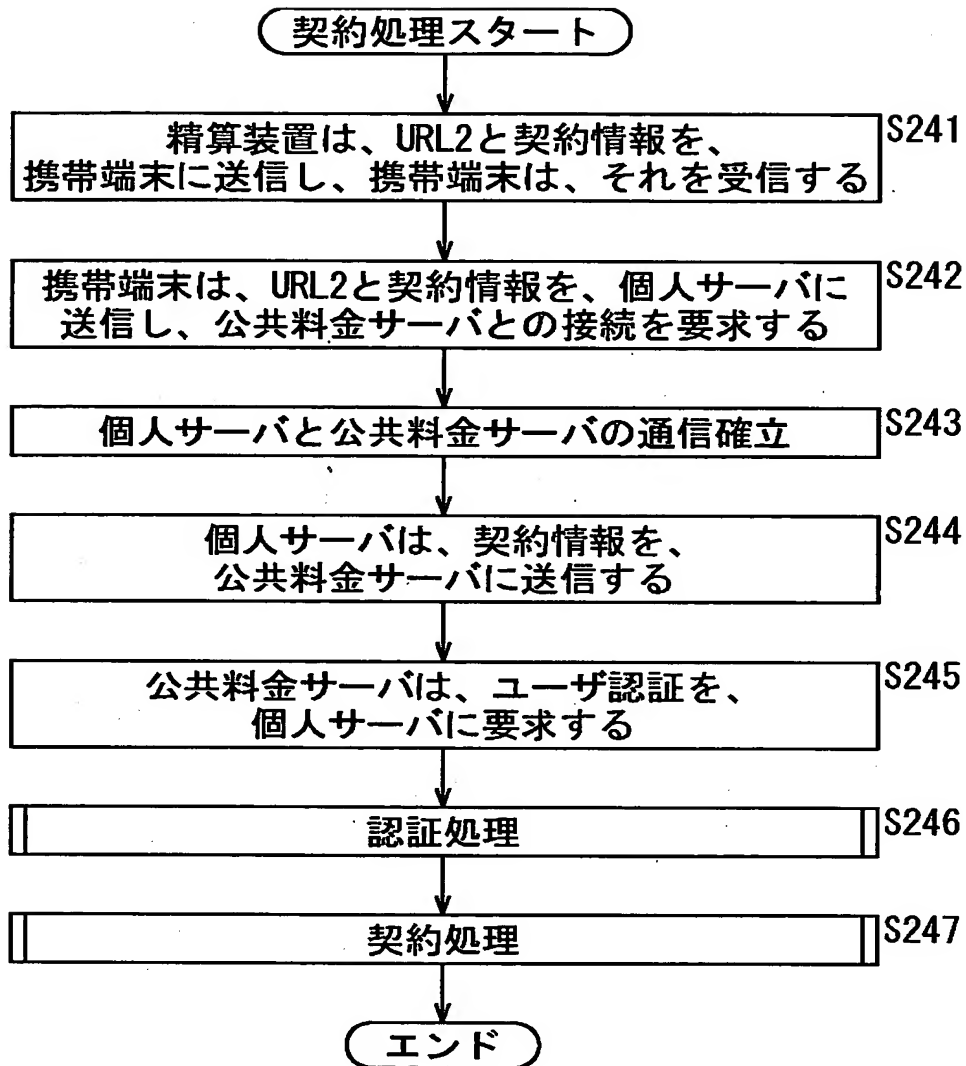 契約処理スタート
精算装置は、URL2と契約情報を、
携帯端末に送信し、携帯端末は、それを受信する
S241
携帯端末は、URL2と契約情報を、個人サーバに
送信し、公共料金サーバとの接続を要求する
S242
個人サーバと公共料金サーバの通信確立
S243
個人サーバは、契約情報を、
公共料金サーバに送信する
S244
公共料金サーバは、ユーザ認証を、
個人サーバに要求する
S245
認証処理
S246
契約処理
S247
エンド